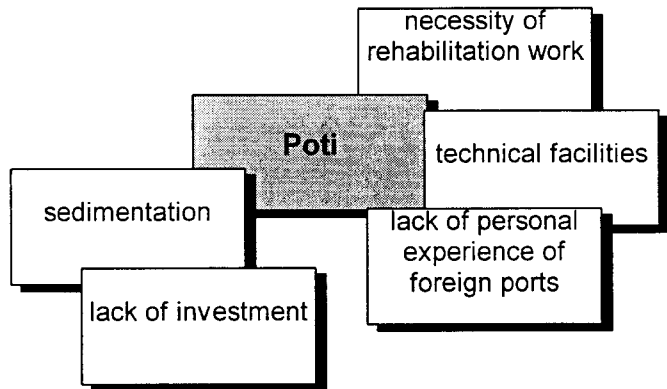 necessity of
rehabilitation work
Poti
technical facilities
sedimentation
lack of personal
experience of
foreign ports
lack of investment